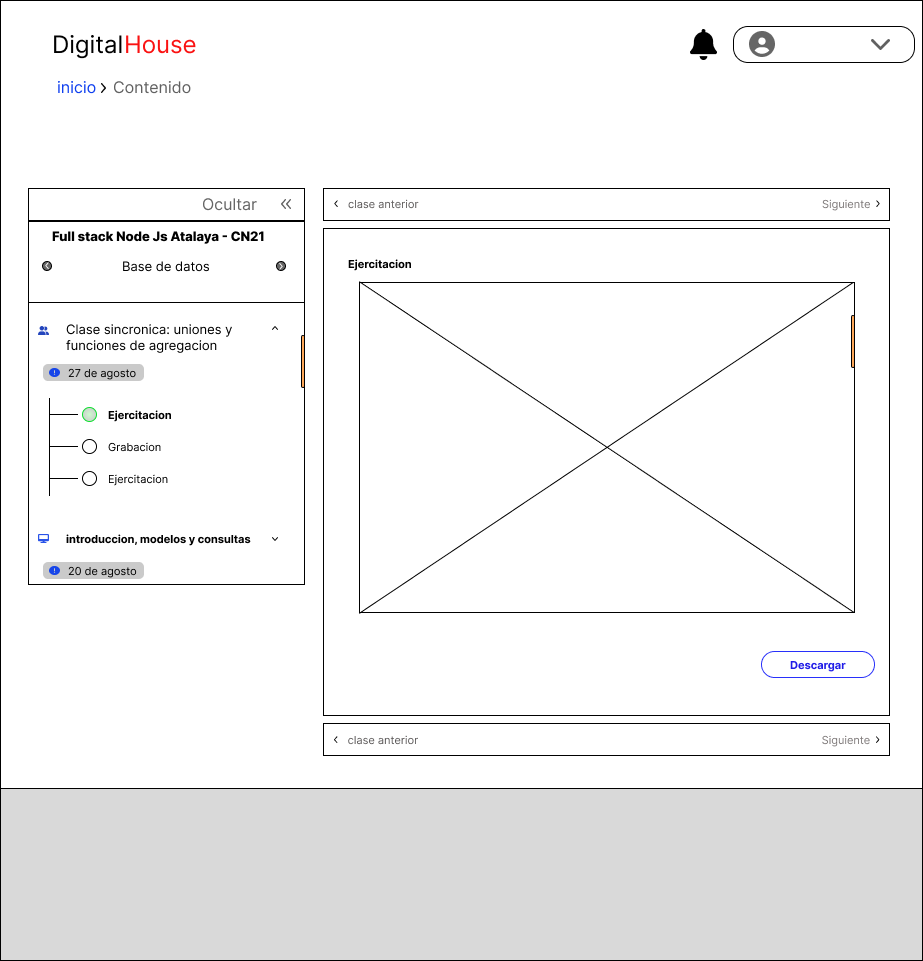 DigitalHouse
inicio > Contenido
Ocultar
Full stack Node Js Atalaya - CN21
Base de datos
Clase sincronica: uniones y
funciones de agregacion
27 de agosto
Ejercitacion
Grabacion
Ejercitacion
introduccion, modelos y consultas
20 de agosto
clase anterior
Siguiente
Ejercitacion
Descargar
clase anterior
Siguiente